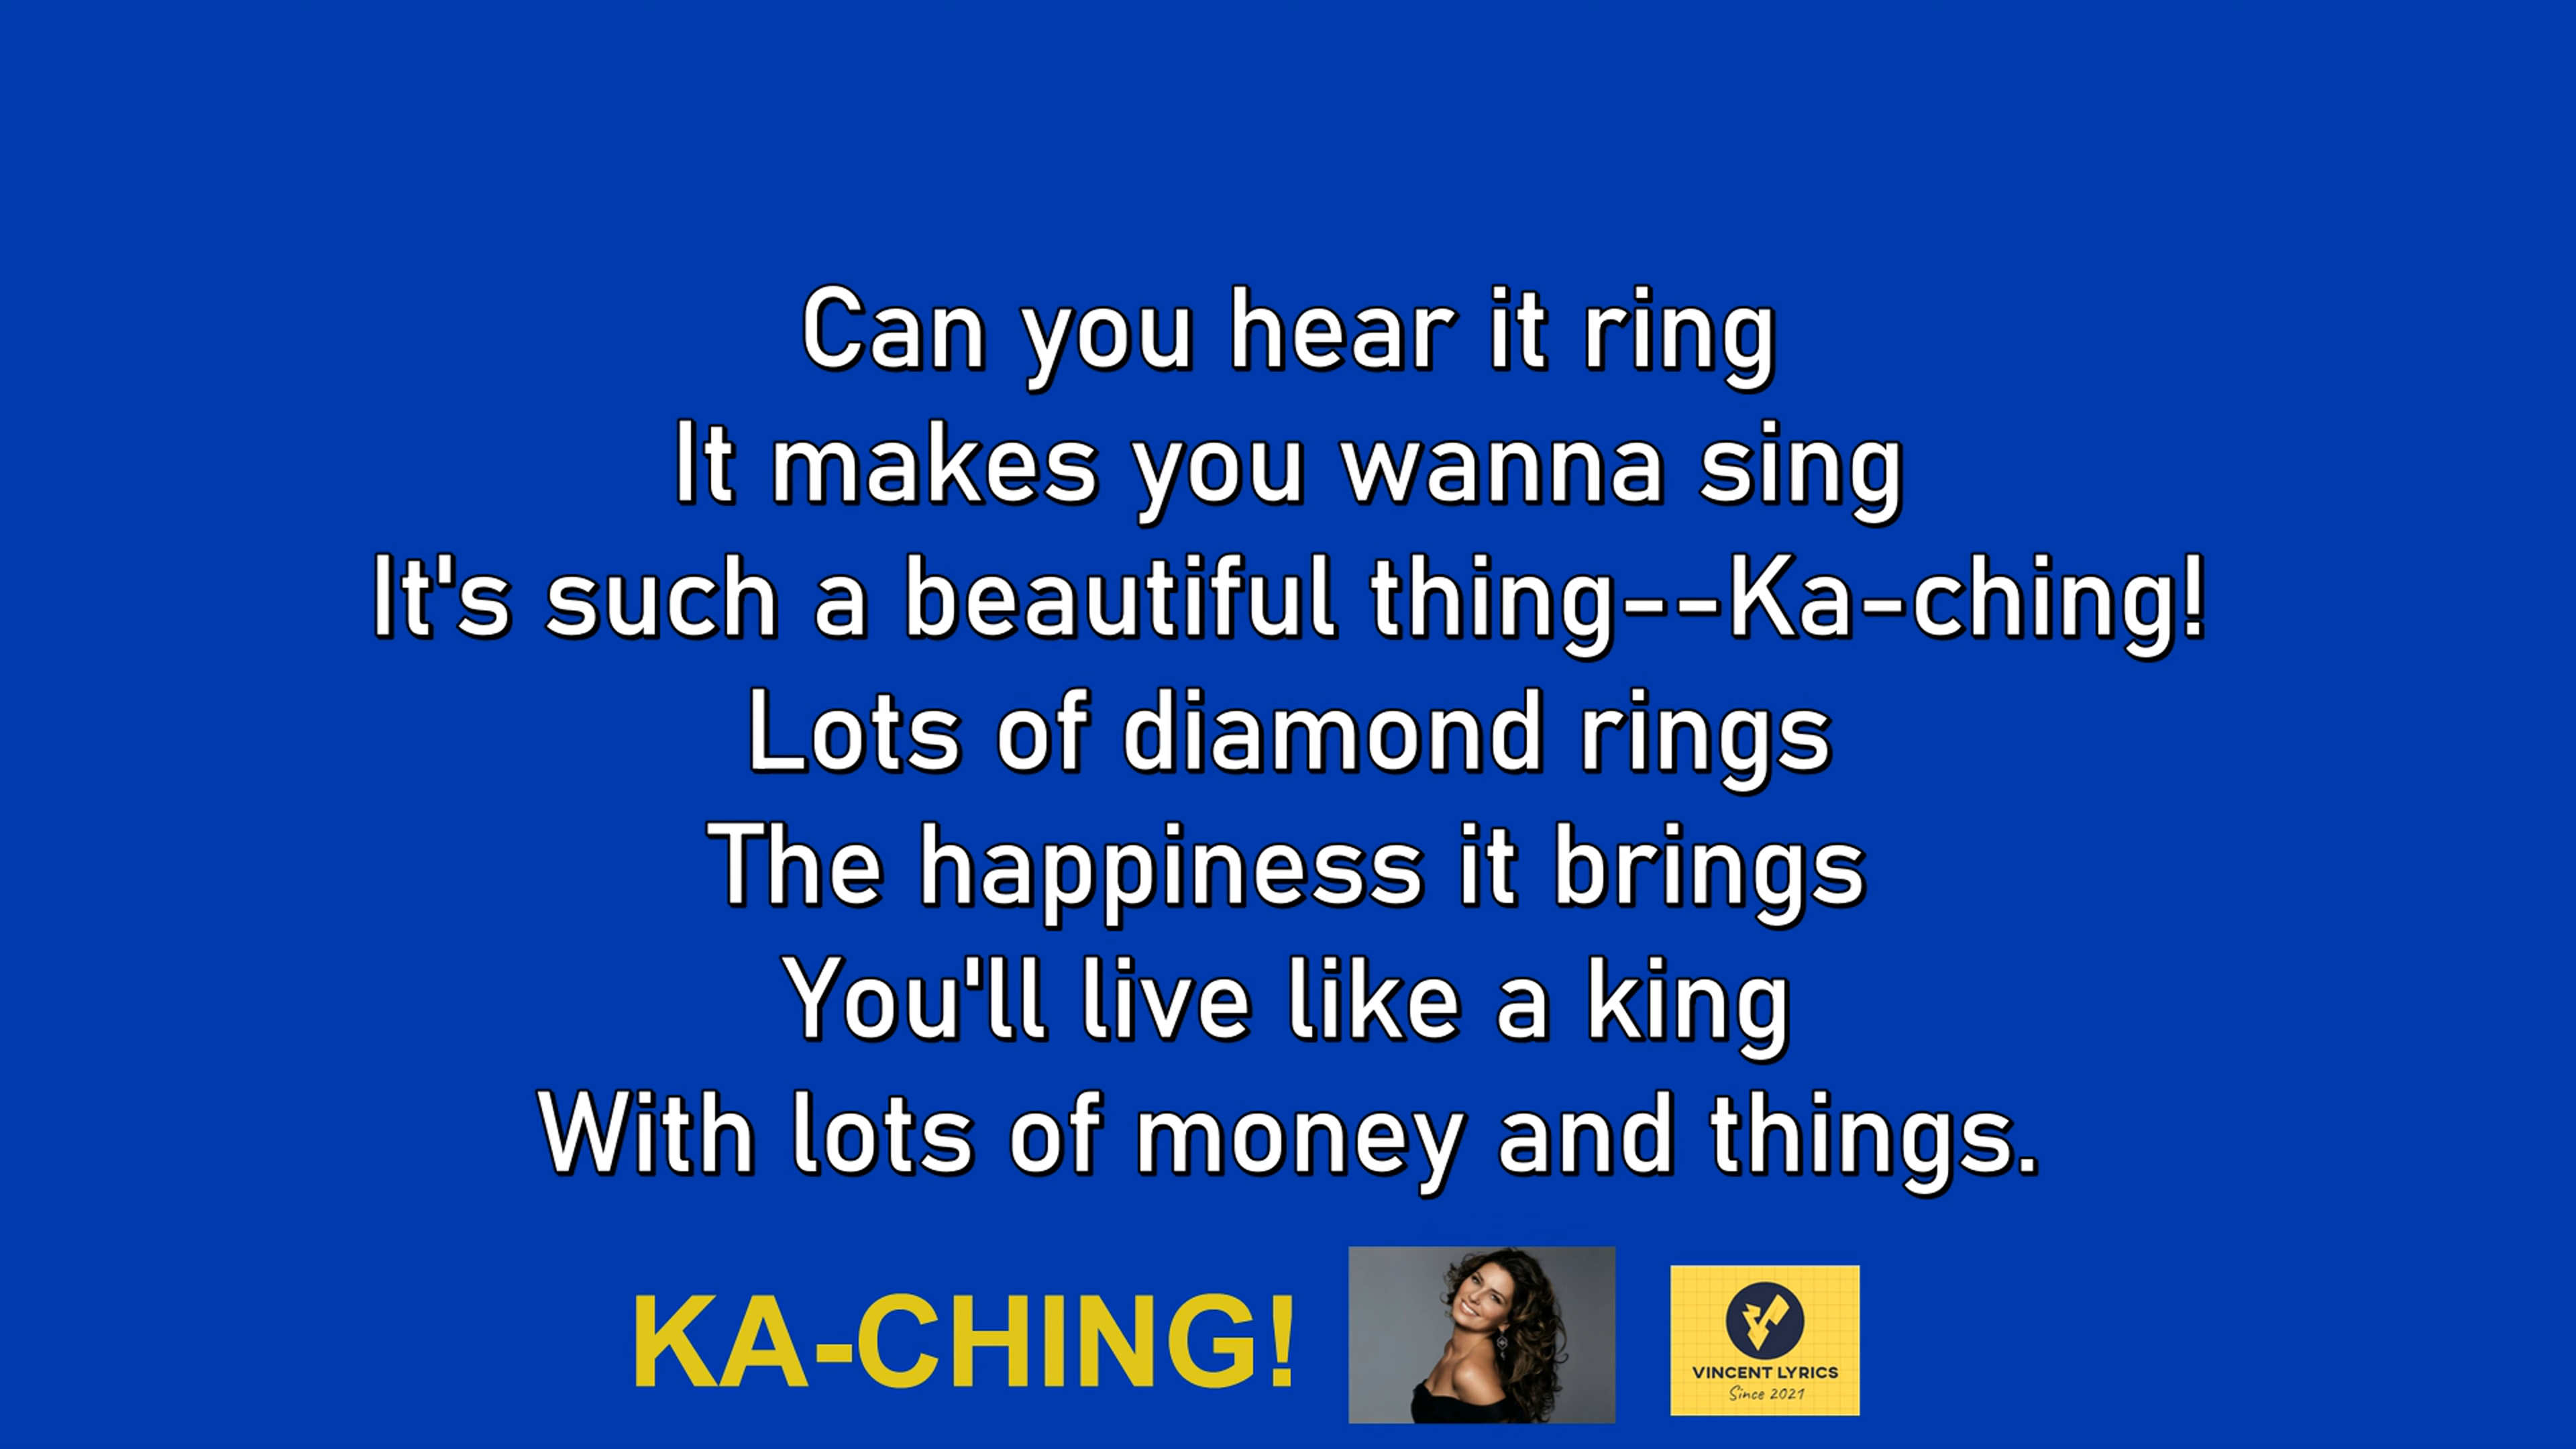 Can you hear it ring
It makes you wanna sing
It's such a beautiful thing--Ka-ching!
Lots of diamond rings
The happiness it brings
You'll live like a king
With lots of money and things.
KA-CHING!
VINCENT LYRICS
Since 2021